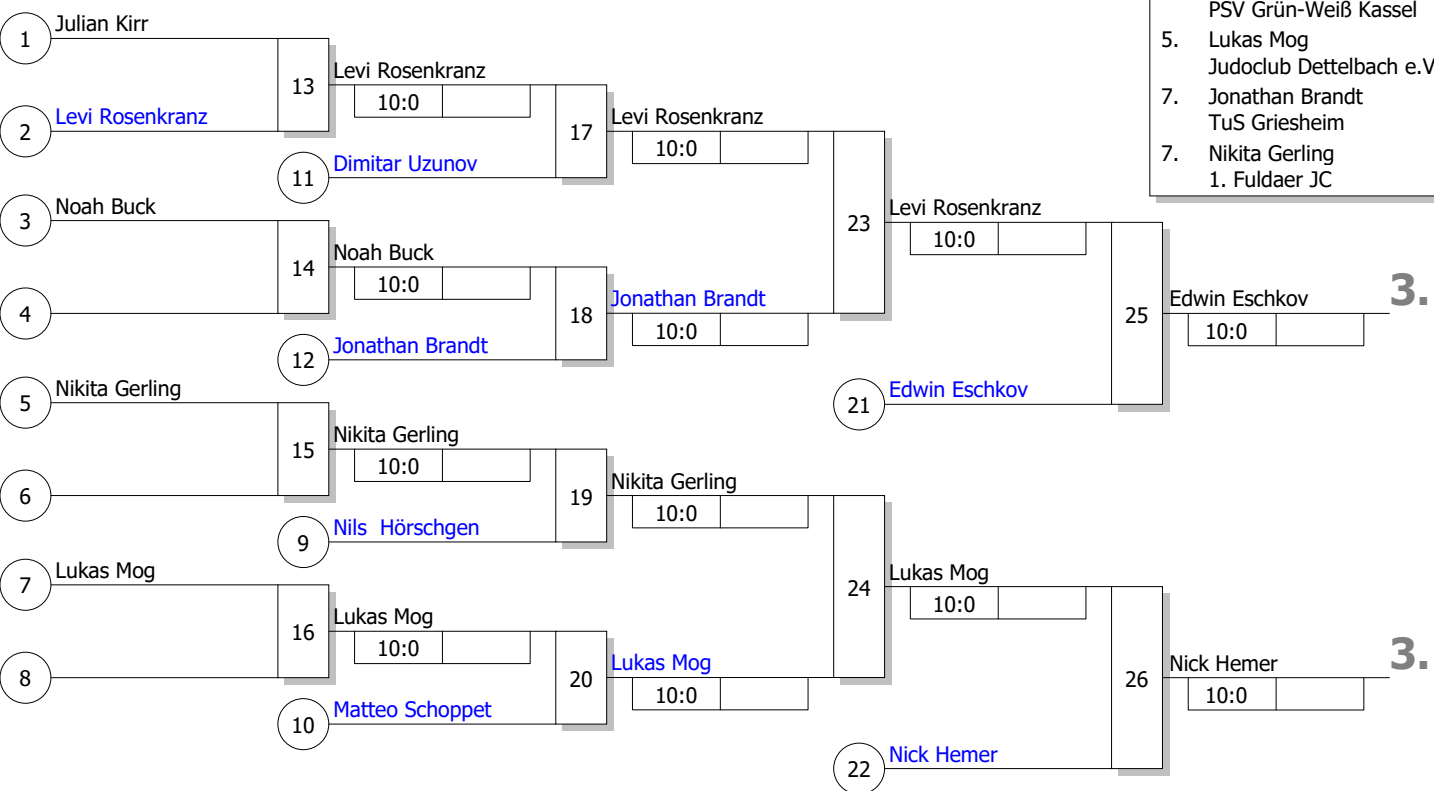 PSV Grün-Weiß Kassel
5. Lukas Mog
Judoclub Dettelbach e.V
7. Jonathan Brandt
TuS Griesheim
7. Nikita Gerling
1. Fuldaer JC
1 Julian Kirr
13 Levi Rosenkranz
10:0
2 Levi Rosenkranz
17 Levi Rosenkranz
10:0
11 Dimitar Uzunov
3 Noah Buck
23 Levi Rosenkranz
10:0
14 Noah Buck
10:0
4
18 Jonathan Brandt
10:0
12 Jonathan Brandt
25 Edwin Eschkov 3.
10:0
5 Nikita Gerling
21 Edwin Eschkov
15 Nikita Gerling
10:0
6
19 Nikita Gerling
10:0
9 Nils Hörschgen
7 Lukas Mog
24 Lukas Mog
10:0
16 Lukas Mog
10:0
8
20 Lukas Mog
10:0
10 Matteo Schoppet
26 Nick Hemer 3.
10:0
22 Nick Hemer